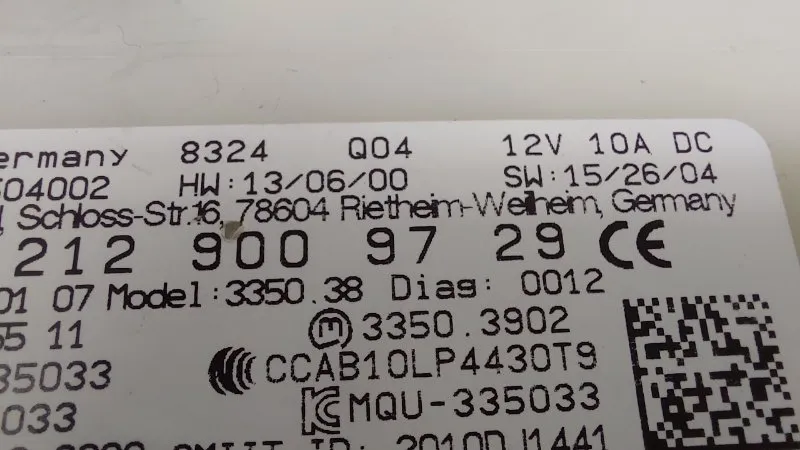 ermany 8324 Q04 12V 10A DC
04002 HW:13/06/00 SW:15/26/04
Schloss-Str.16, 78604 Rietheim-Weilheim, Germany
212 900 97 29 CE
01 07 Model:3350.38 Diag: 0012
5 11 3350.3902
35033 CCAB10LP4430T9
033 MQU-335033
2010DJ1441